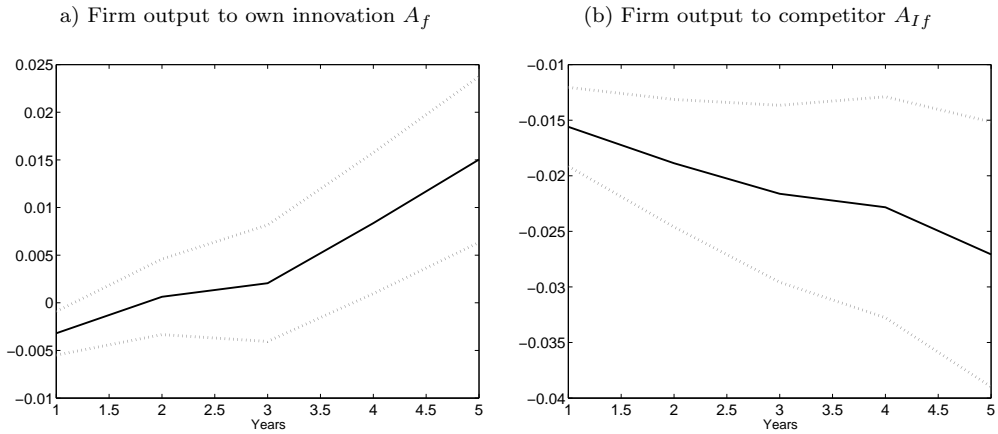 a) Firm output to own innovation A_f
0.025
0.02
0.015
0.01
0.005
0
−0.005
−0.01
1 1.5 2 2.5 3 3.5 4 4.5 5
Years
(b) Firm output to competitor A_{If}
−0.01
−0.015
−0.02
−0.025
−0.03
−0.035
−0.04
1 1.5 2 2.5 3 3.5 4 4.5 5
Years